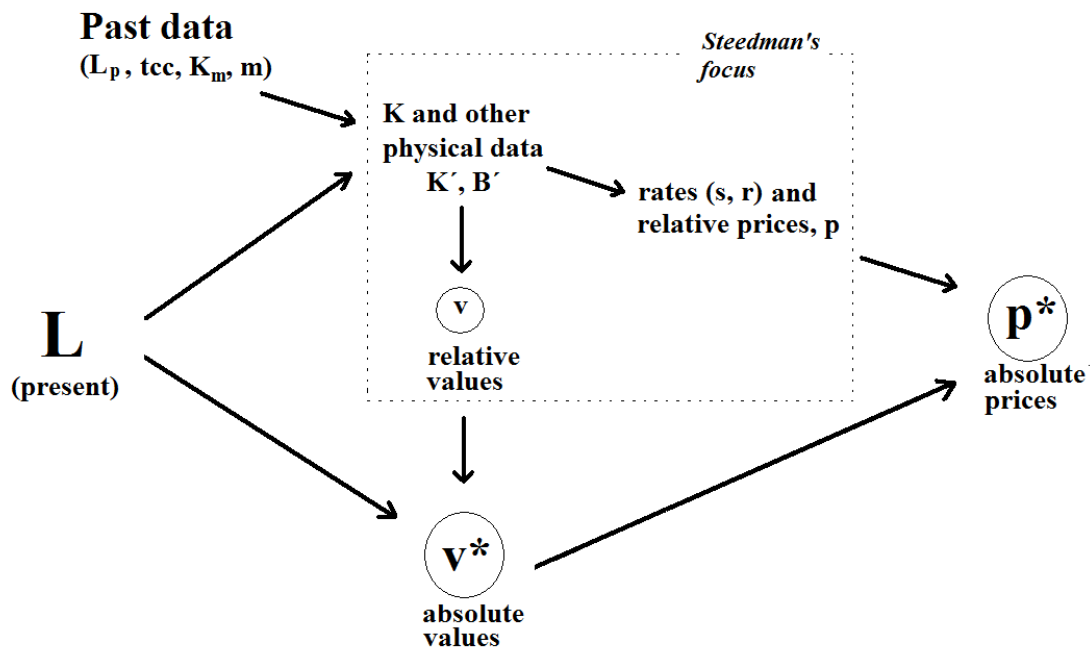 Past data
(Lp, tcc, Km, m)
Steedman's
focus
K and other
physical data
K´, B´
rates (s, r) and
relative prices, p
v
relative
values
L
(present)
p*
absolute
prices
v*
absolute
values